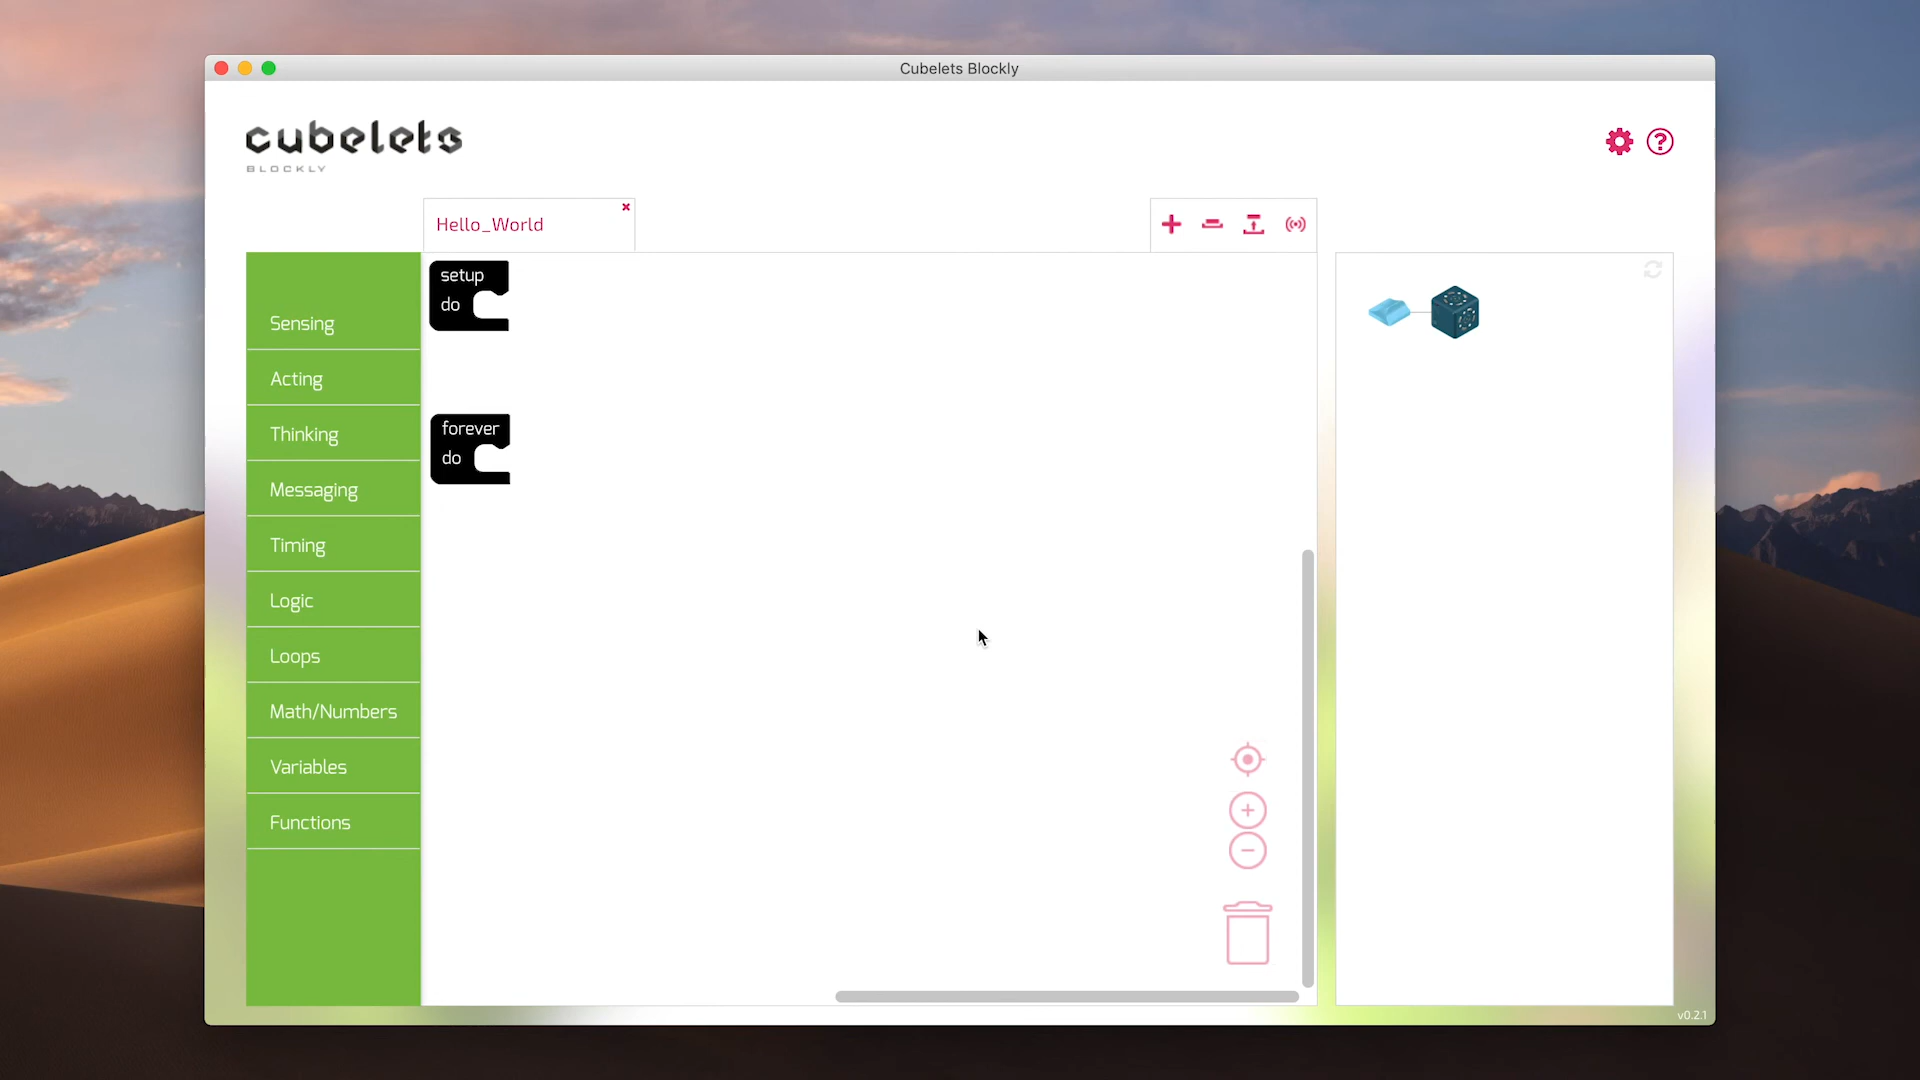 Cubelets Blockly
cubelets
BLOCKLY
Hello_World
setup
do
forever
do
Sensing
Acting
Thinking
Messaging
Timing
Logic
Loops
Math/Numbers
Variables
Functions
v0.2.1